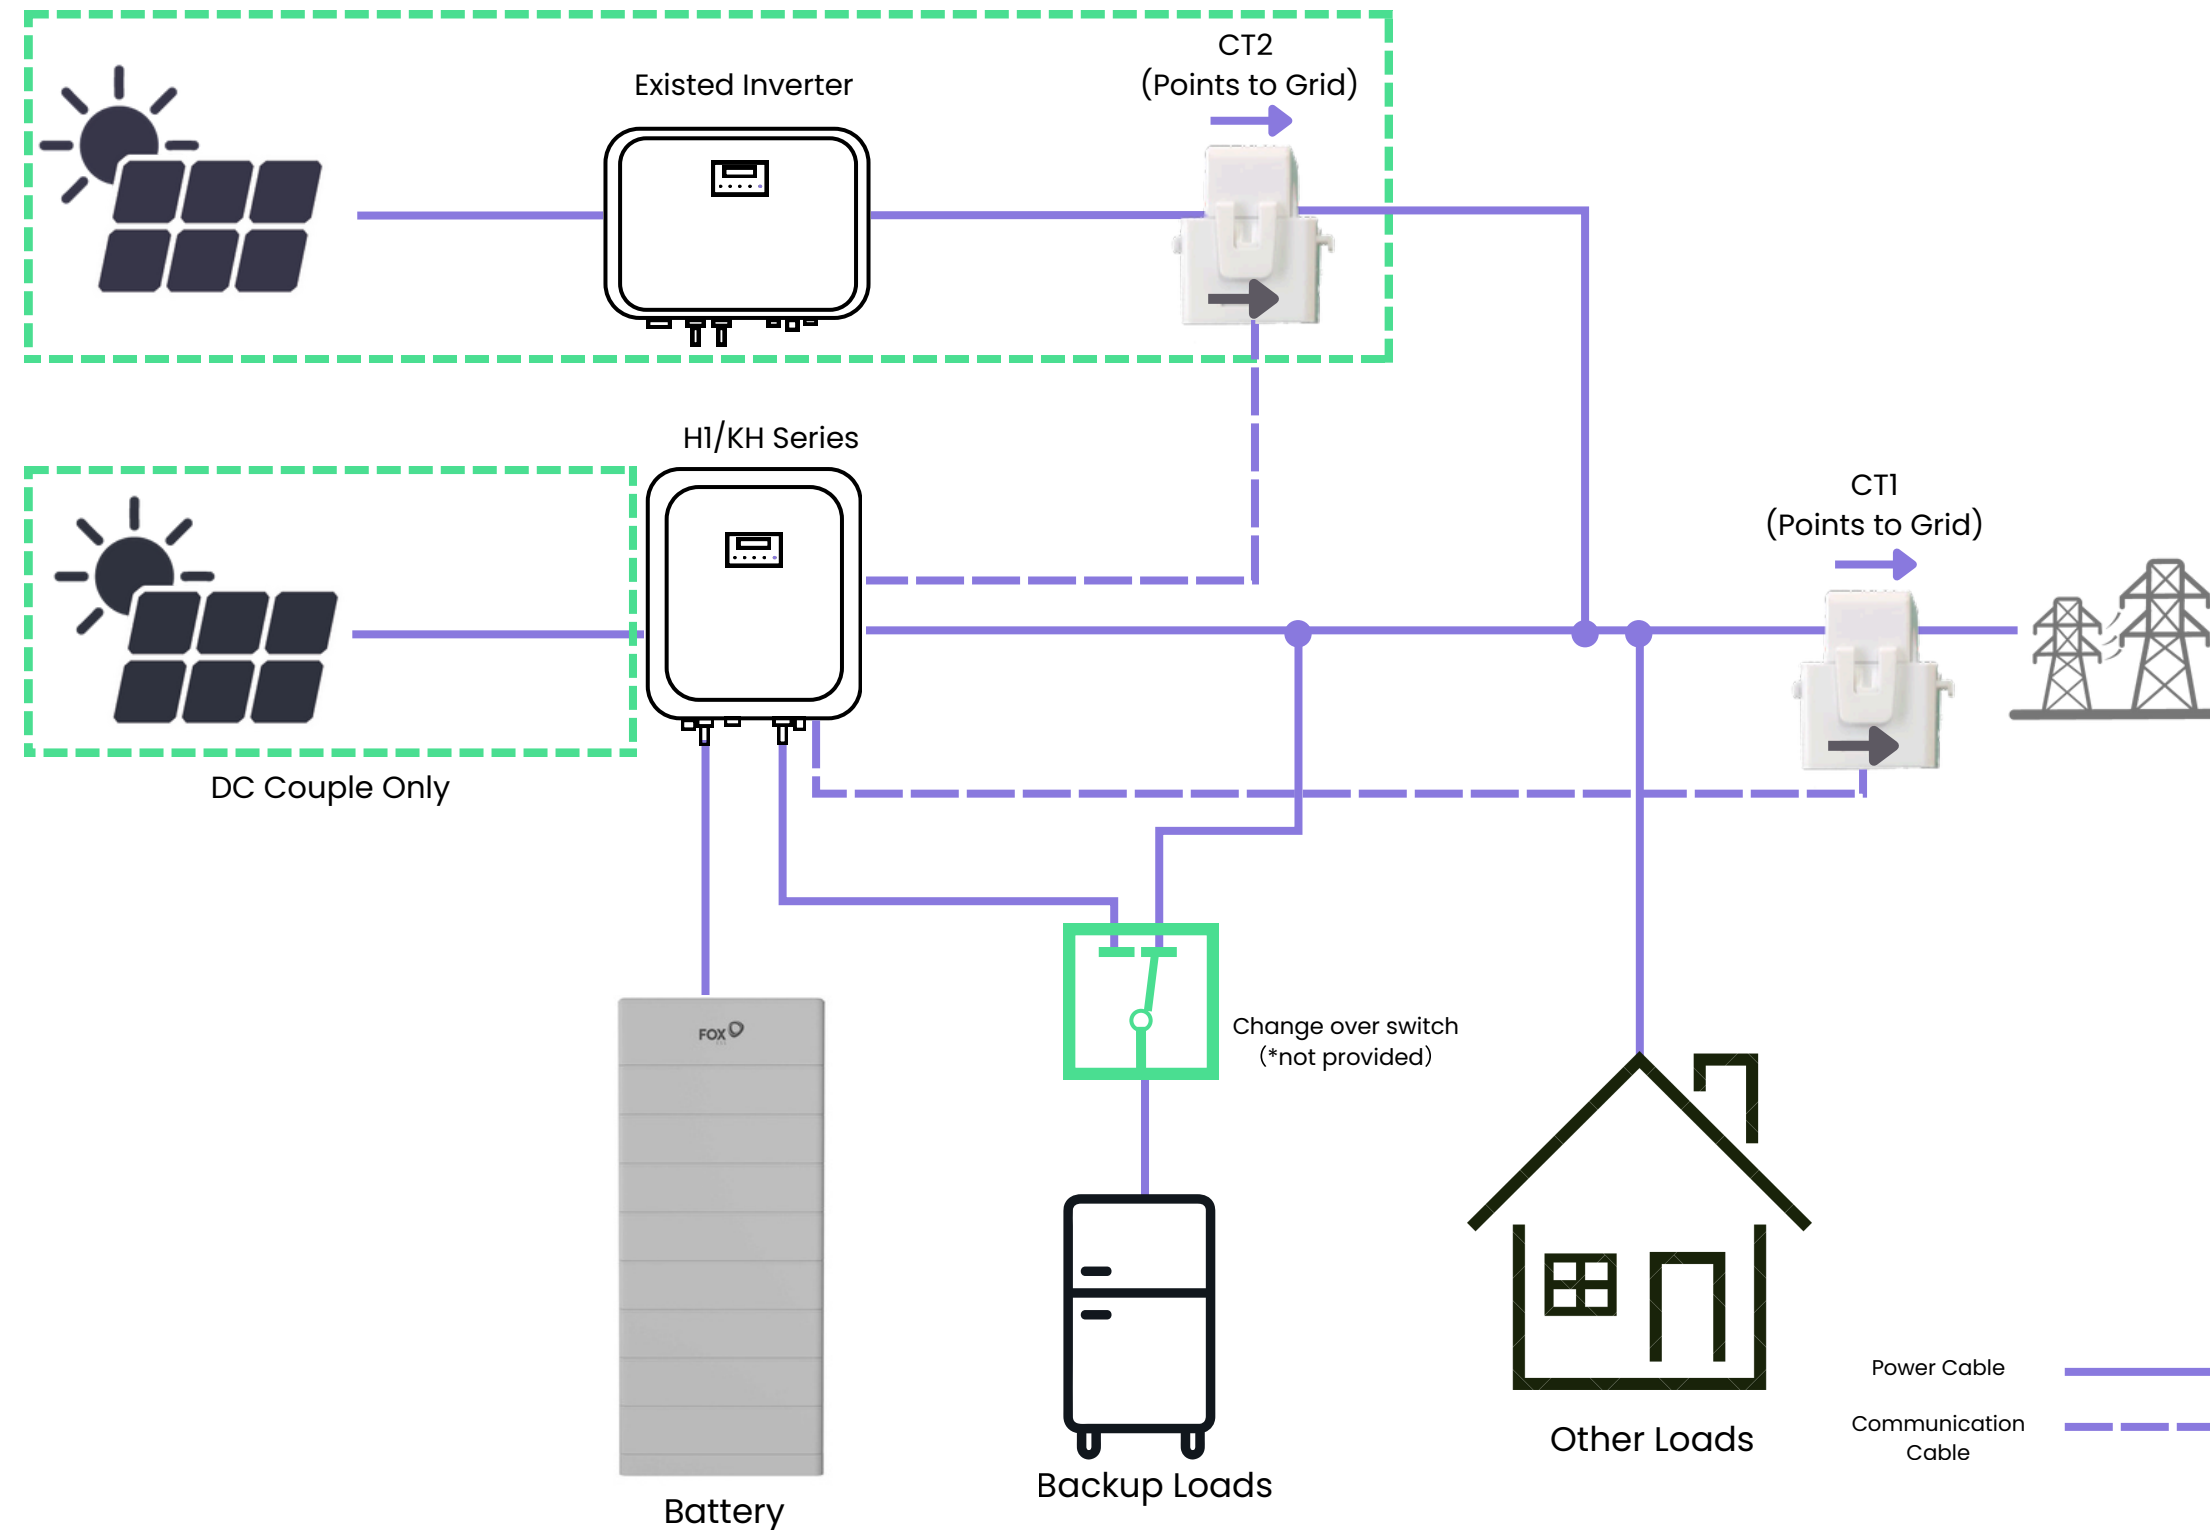 CT2
(Points to Grid)
Existed Inverter
H1/KH Series
CT1
(Points to Grid)
DC Couple Only
FOX
Change over switch
(*not provided)
Power Cable
Communication
Cable
Other Loads
Backup Loads
Battery